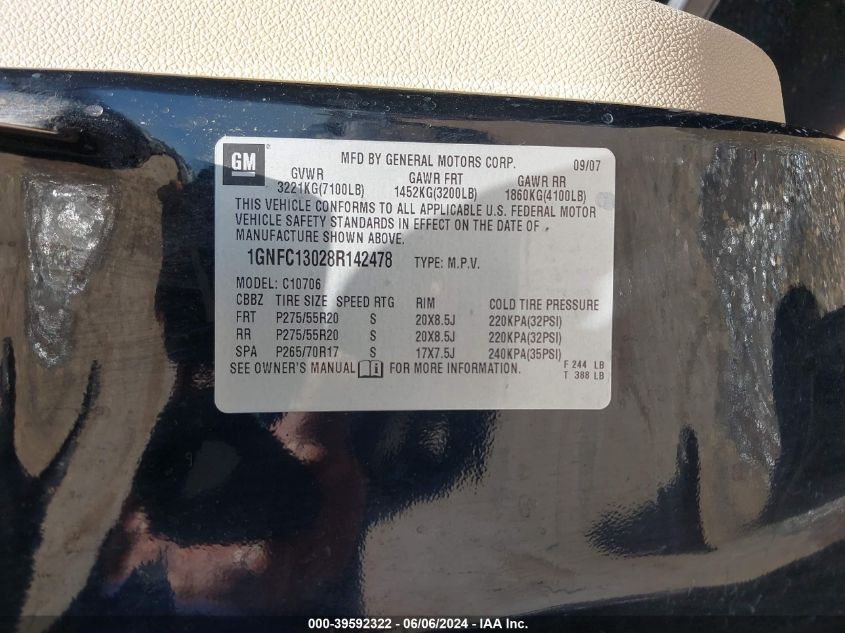 GM
MFD BY GENERAL MOTORS CORP. 09/07
GVWR GAWR FRT GAWR RR
3221KG(7100LB) 1452KG(3200LB) 1860KG(4100LB)
THIS VEHICLE CONFORMS TO ALL APPLICABLE U.S. FEDERAL MOTOR
VEHICLE SAFETY STANDARDS IN EFFECT ON THE DATE OF
MANUFACTURE SHOWN ABOVE.
1GNFC13028R142478 TYPE: M.P.V.
MODEL: C10706
CBBZ TIRE SIZE SPEED RTG RIM COLD TIRE PRESSURE
FRT P275/55R20 S 20X8.5J 220KPA(32PSI)
RR P275/55R20 S 20X8.5J 220KPA(32PSI)
SPA P265/70R17 S 17X7.5J 240KPA(35PSI)
SEE OWNER'S MANUAL FOR MORE INFORMATION.
F 244 LB
T 388 LB
000-39592322 - 06/06/2024 - © IAA, Inc.